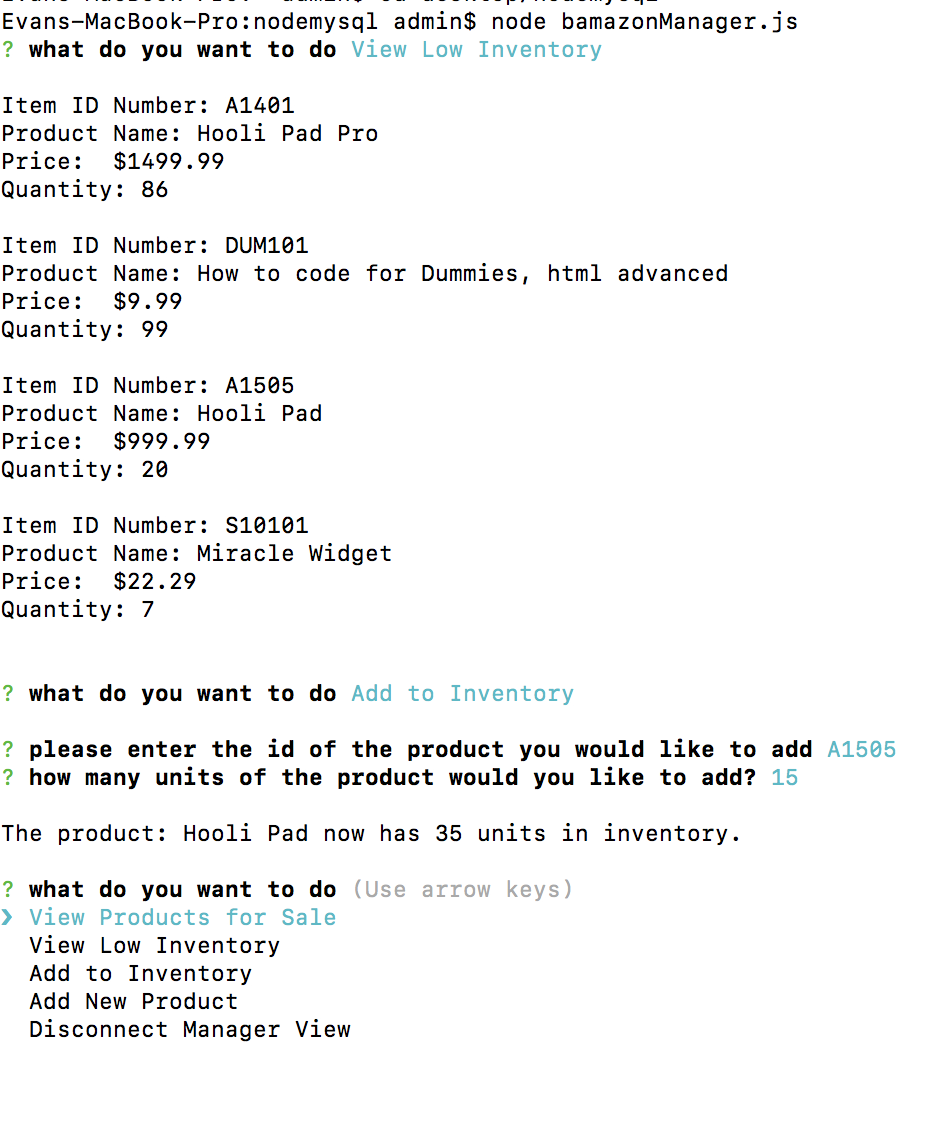 Evans-MacBook-Pro:nodemysql admin$ node bamazonManager.js
? what do you want to do View Low Inventory
Item ID Number: A1401
Product Name: Hooli Pad Pro
Price:  $1499.99
Quantity: 86
Item ID Number: DUM101
Product Name: How to code for Dummies, html advanced
Price:  $9.99
Quantity: 99
Item ID Number: A1505
Product Name: Hooli Pad
Price:  $999.99
Quantity: 20
Item ID Number: S10101
Product Name: Miracle Widget
Price:  $22.29
Quantity: 7
? what do you want to do Add to Inventory
? please enter the id of the product you would like to add A1505
? how many units of the product would you like to add? 15
The product: Hooli Pad now has 35 units in inventory.
? what do you want to do (Use arrow keys)
❯ View Products for Sale
View Low Inventory
Add to Inventory
Add New Product
Disconnect Manager View